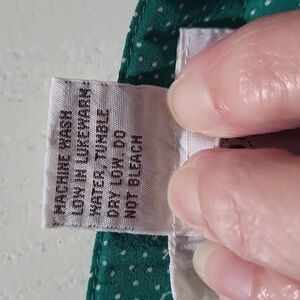 MACHINE WASH
LOW IN LUKEWARM
WATER, TUMBLE
DRY LOW DO
NOT BLEACH